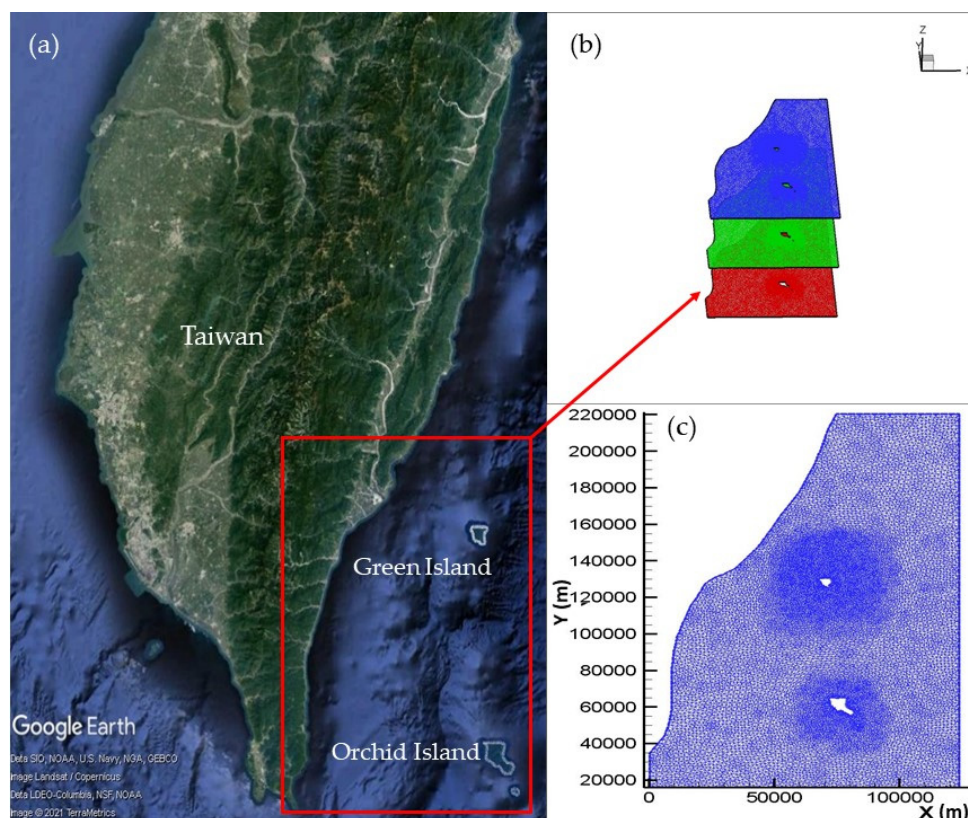 (a)
Taiwan
Green Island
Orchid Island
Google Earth
Data SIO, NOAA, U.S. Navy, NGA, GEBCO
Image Landsat / Copernicus
Data LDEO-Columbia, NSF, NOAA
Image © 2021 TerraMetrics
(b)
Z
Y
X
(c)
220000
200000
180000
160000
140000
120000
100000
80000
60000
40000
20000
Y (m)
0
50000
100000
X (m)